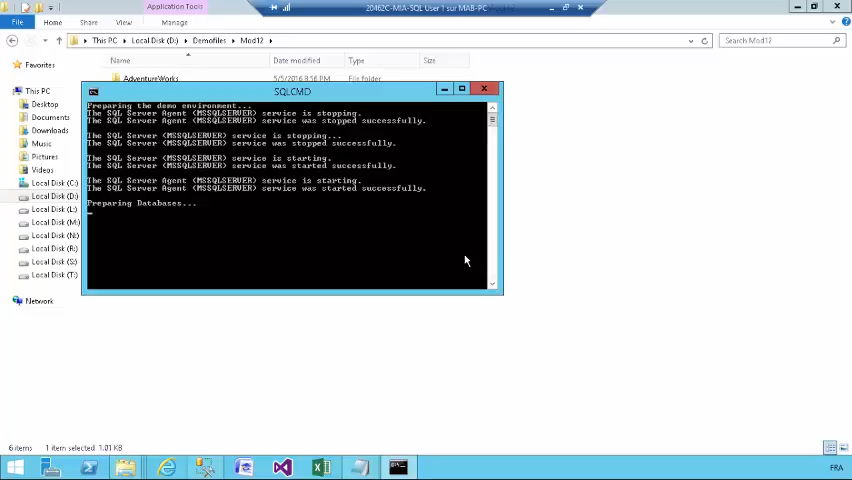 Application Tools
20462C-MIA-SQL User 1 sur MAB-PC
File Home Share View Manage
This PC Local Disk (D:) Demofiles Mod12
Search Mod12
Name Date modified Type Size
AdventureWorks 5/5/2016 8:56 PM File folder
Favorites
This PC
Desktop
Documents
Downloads
Music
Pictures
Videos
Local Disk (C:)
Local Disk (D:)
Local Disk (L:)
Local Disk (M:)
Local Disk (N:)
Local Disk (R:)
Local Disk (S:)
Local Disk (T:)
Network
SQLCMD
Preparing the demo environment...
The SQL Server Agent (MSSQLSERVER) service is stopping.
The SQL Server Agent (MSSQLSERVER) service was stopped successfully.
The SQL Server (MSSQLSERVER) service is stopping...
The SQL Server (MSSQLSERVER) service was stopped successfully.
The SQL Server (MSSQLSERVER) service is starting.
The SQL Server (MSSQLSERVER) service was started successfully.
The SQL Server Agent (MSSQLSERVER) service is starting.
The SQL Server Agent (MSSQLSERVER) service was started successfully.
Preparing Databases...
6 items 1 item selected 1.01 KB
FRA